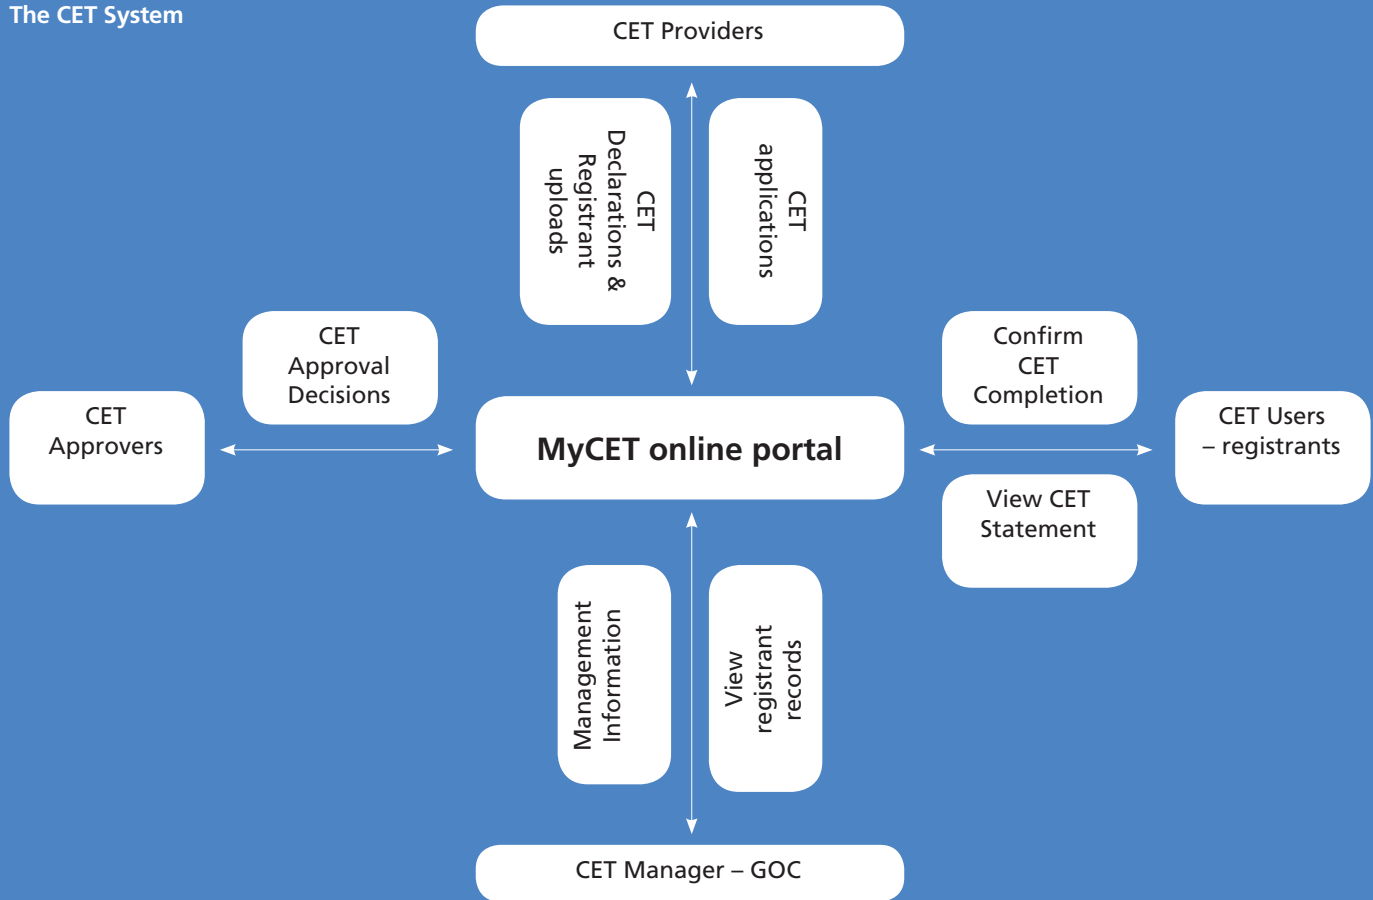 The CET System
CET Providers
CET
Declarations &
Registrant
uploads
CET
applications
CET
Approval
Decisions
Confirm
CET
Completion
CET
Approvers
MyCET online portal
CET Users
– registrants
View CET
Statement
Management
Information
View
registrant
records
CET Manager – GOC